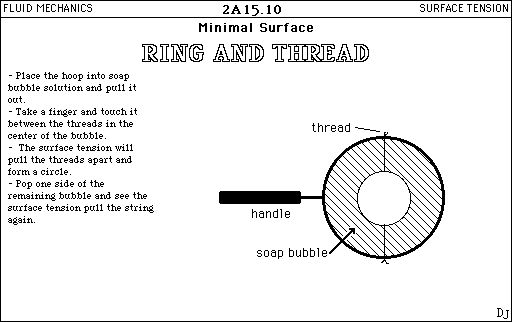 FLUID MECHANICS
2A15.10
SURFACE TENSION
Minimal Surface
RING AND THREAD
- Place the hoop into soap
bubble solution and pull it
out.
- Take a finger and touch it
between the threads in the
center of the bubble.
-  The surface tension will
pull the threads apart and
form a circle.
- Pop one side of the
remaining bubble and see the
surface tension pull the string
again.
thread
handle
soap bubble
DJ